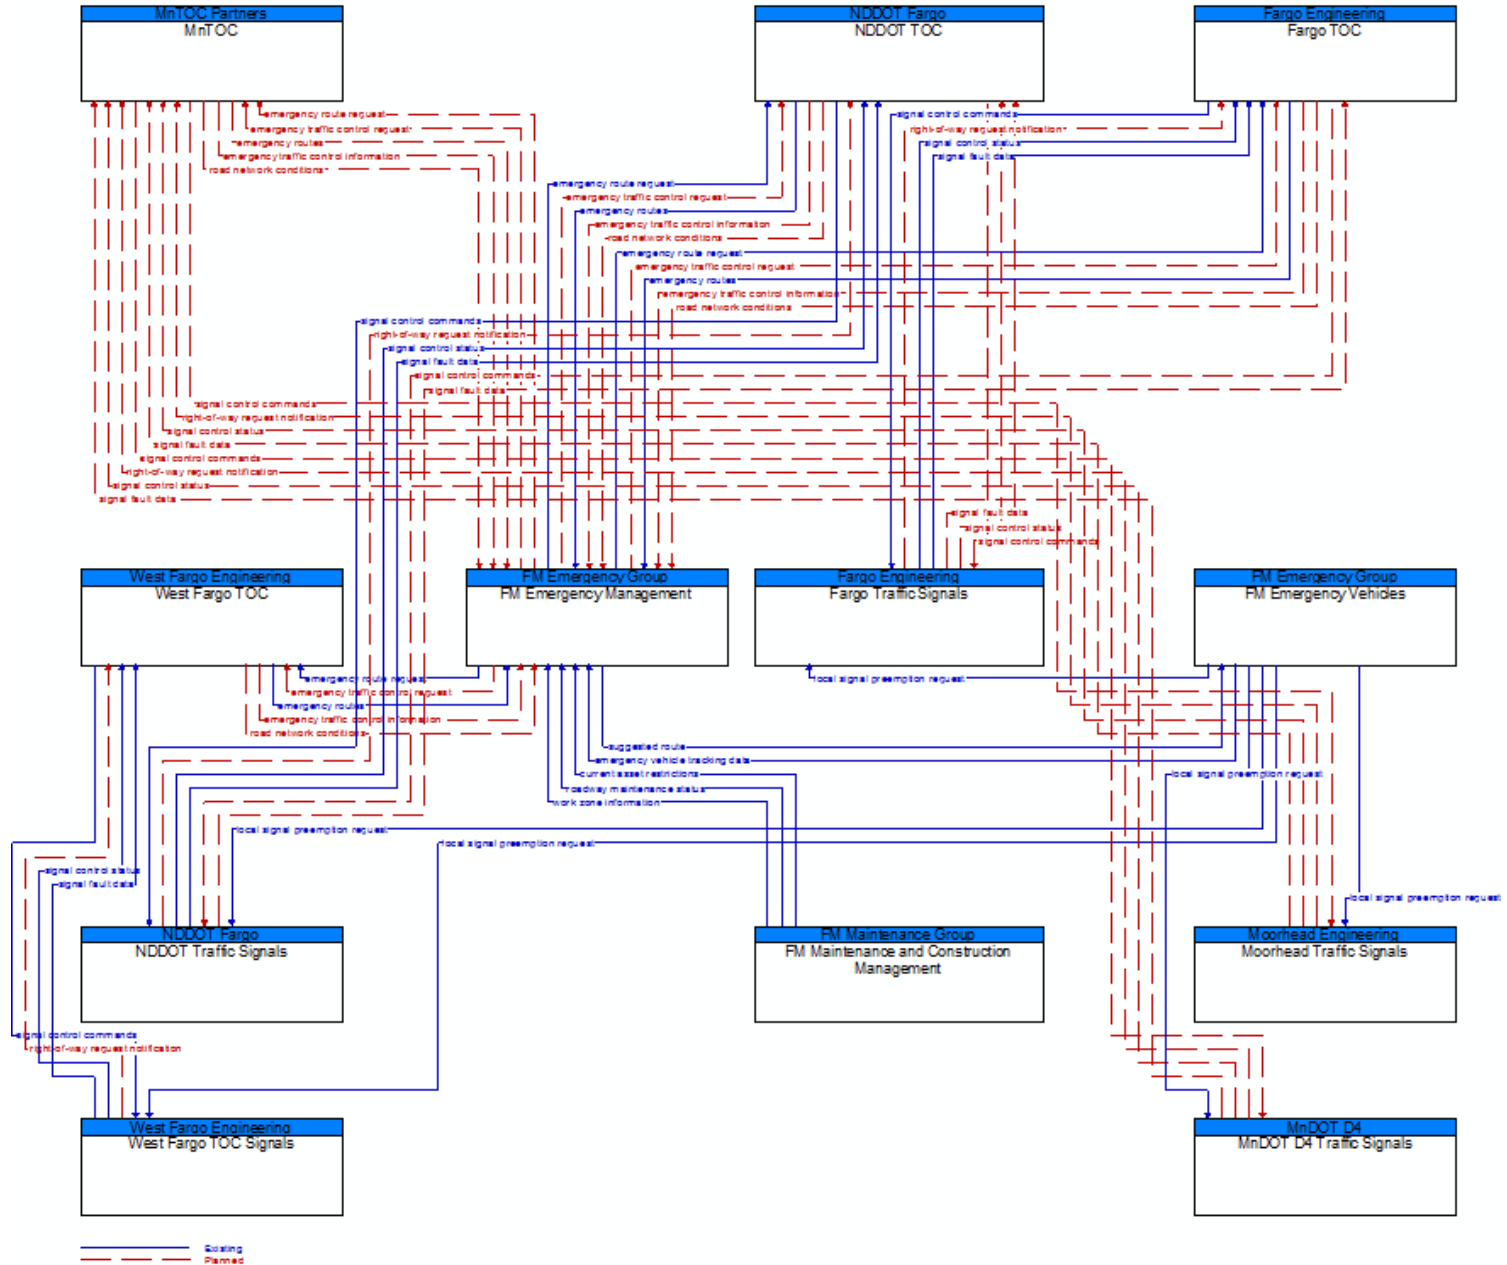 MnTOC Partners
MnTOC
NDDOT Fargo
NDDOT TOC
Fargo Engineering
Fargo TOC
emergency route request
emergency traffic control request
emergency routes
emergency traffic control information
road network conditions
signal control commands
right-of-way request notification
signal control status
signal fault data
emergency route request
emergency traffic control request
emergency routes
emergency traffic control information
road network conditions
emergency route request
emergency traffic control request
emergency routes
emergency traffic control information
road network conditions
signal control commands
right-of-way request notification
signal control status
signal fault data
signal control commands
signal fault data
signal control commands
right-of-way request notification
signal control status
signal fault data
signal control commands
right-of-way request notification
signal control status
signal fault data
signal fault data
signal control status
signal control commands
West Fargo Engineering
West Fargo TOC
FM Emergency Group
FM Emergency Management
Fargo Engineering
Fargo Traffic Signals
FM Emergency Group
FM Emergency Vehicles
emergency route request
emergency traffic control request
emergency routes
emergency traffic control information
road network conditions
local signal preemption request
suggested route
emergency vehicle tracking data
current asset restrictions
roadway maintenance status
work zone information
local signal preemption request
local signal preemption request
local signal preemption request
signal control status
signal fault data
local signal preemption request
NDDOT Fargo
NDDOT Traffic Signals
FM Maintenance Group
FM Maintenance and Construction
Management
Moorhead Engineering
Moorhead Traffic Signals
signal control commands
right-of-way request notification
West Fargo Engineering
West Fargo TOC Signals
MnDOT D4
MnDOT D4 Traffic Signals
Existing
Planned